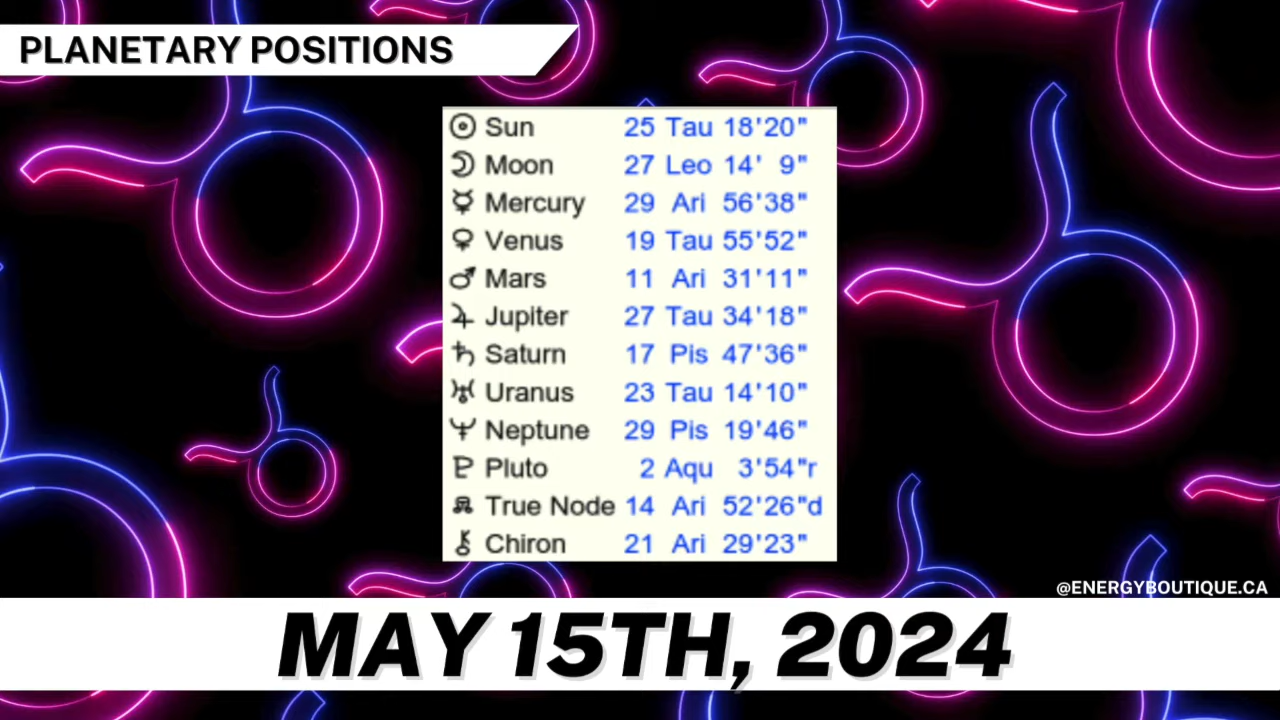 PLANETARY POSITIONS
Sun 25 Tau 18'20"
Moon 27 Leo 14' 9"
Mercury 29 Ari 56'38"
Venus 19 Tau 55'52"
Mars 11 Ari 31'11"
Jupiter 27 Tau 34'18"
Saturn 17 Pis 47'36"
Uranus 23 Tau 14'10"
Neptune 29 Pis 19'46"
Pluto 2 Aqu 3'54"r
True Node 14 Ari 52'26"d
Chiron 21 Ari 29'23"
@ENERGYBOUTIQUE.CA
MAY 15TH, 2024